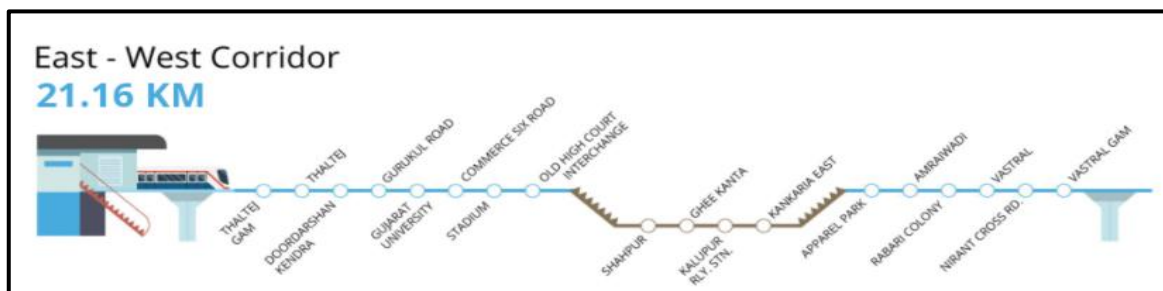 East - West Corridor
21.16 KM
THALTEJ
GAM
THALTEJ
DOORDARSHAN
KENDRA
GURUKUL ROAD
GUJARAT
UNIVERSITY
COMMERCE SIX ROAD
STADIUM
OLD HIGH COURT
INTERCHANGE
SHAHPUR
GHEE KANTA
KALUPUR
RLY. STN.
KANKARIA EAST
APPAREL PARK
AMRAIWADI
RABARI COLONY
VASTRAL
NIRANT CROSS RD.
VASTRAL GAM